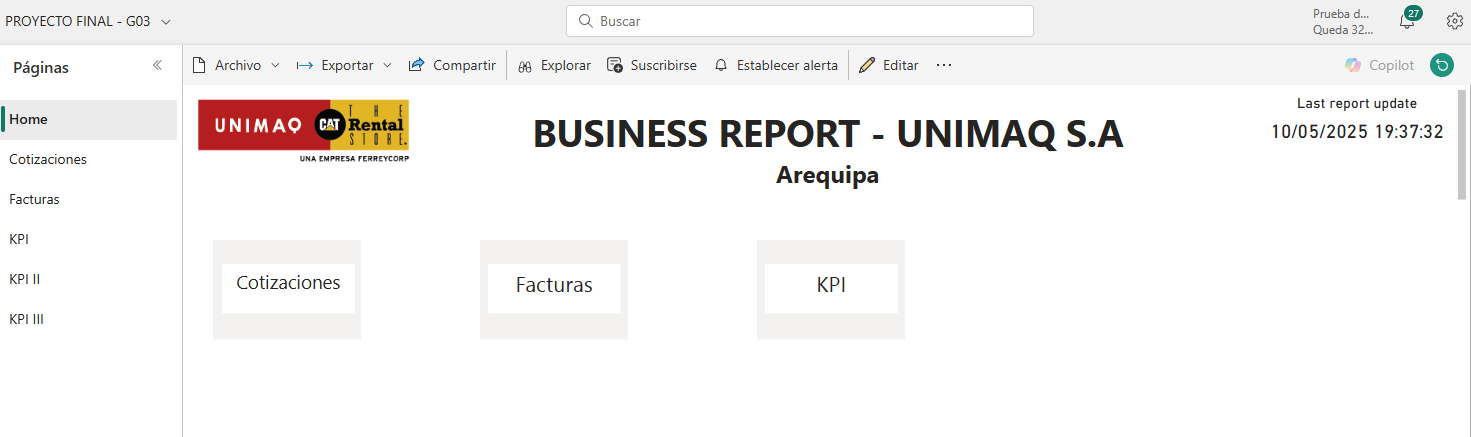 PROYECTO FINAL - G03
Buscar
Prueba d...
Queda 32...
27
Páginas
Archivo
Exportar
Compartir
Explorar
Suscribirse
Establecer alerta
Editar
Copilot
Home
Cotizaciones
Facturas
KPI
KPI II
KPI III
UNIMAQ
CAT
THE
Rental
STORE.
UNA EMPRESA FERREYCORP
BUSINESS REPORT - UNIMAQ S.A
Arequipa
Last report update
10/05/2025 19:37:32
Cotizaciones
Facturas
KPI